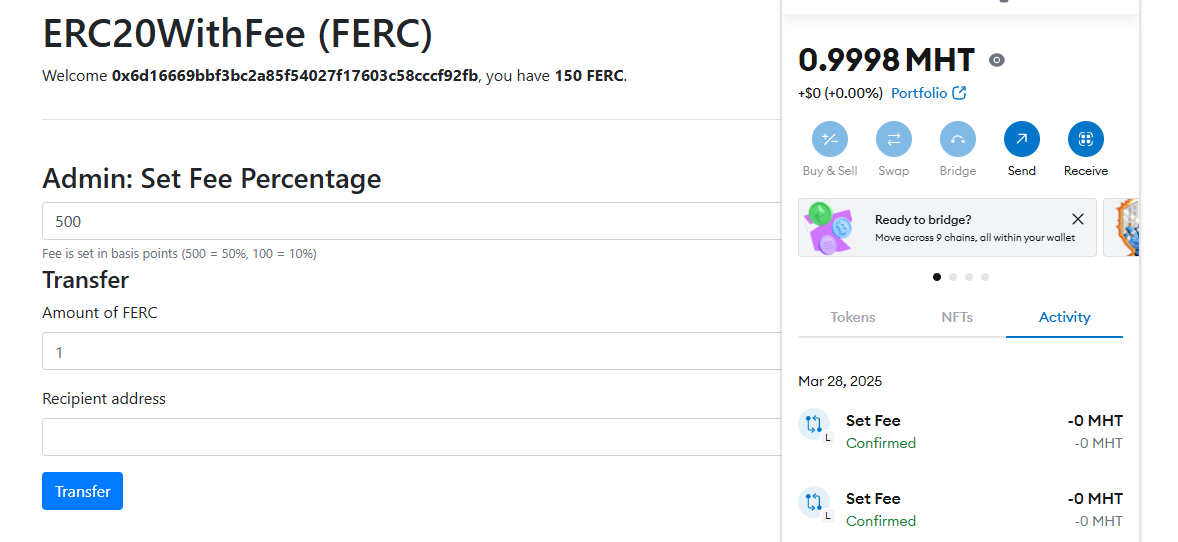 ERC20WithFee (FERC)
Welcome 0x6d16669bbf3bc2a85f54027f17603c58cccf92fb, you have 150 FERC.
Admin: Set Fee Percentage
500
Fee is set in basis points (500 = 50%, 100 = 10%)
Transfer
Amount of FERC
1
Recipient address
Transfer
0.9998 MHT
+$0 (+0.00%) Portfolio
Buy & Sell
Swap
Bridge
Send
Receive
Ready to bridge?
Move across 9 chains, all within your wallet
Tokens
NFTs
Activity
Mar 28, 2025
Set Fee -0 MHT
L
Confirmed -0 MHT
Set Fee -0 MHT
L
Confirmed -0 MHT